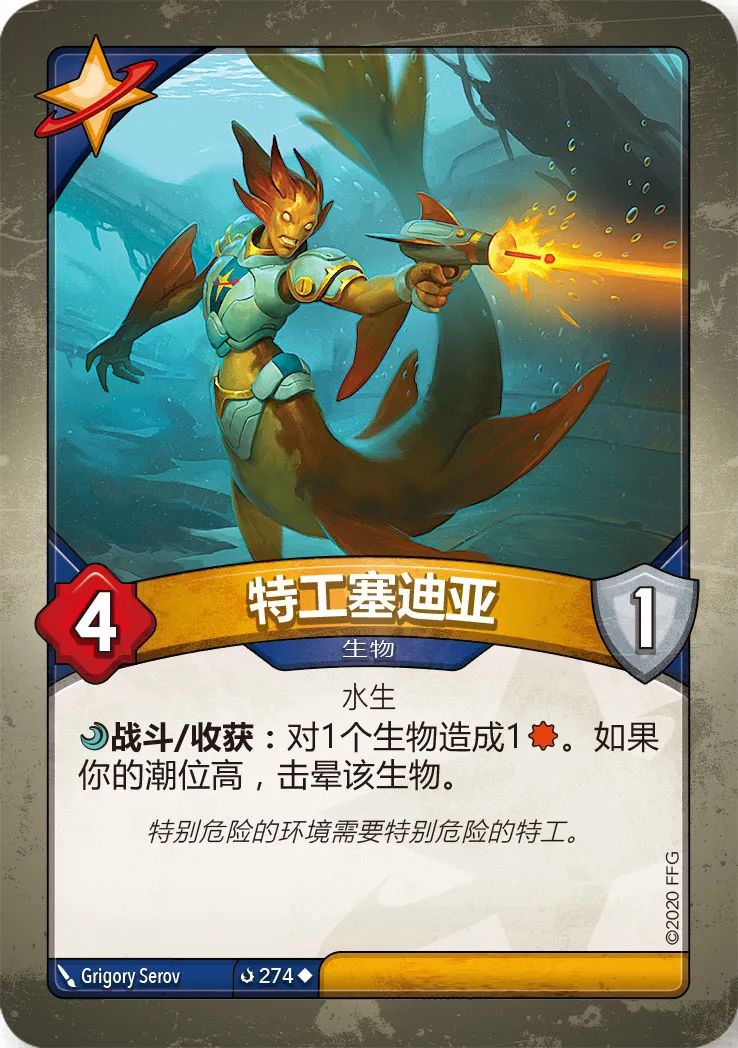 特工塞迪亚
4
1
生物
水生
战斗/收获：对1个生物造成1。如果
你的潮位高，击晕该生物。
特别危险的环境需要特别危险的特工。
©2020 FFG
Grigory Serov
274